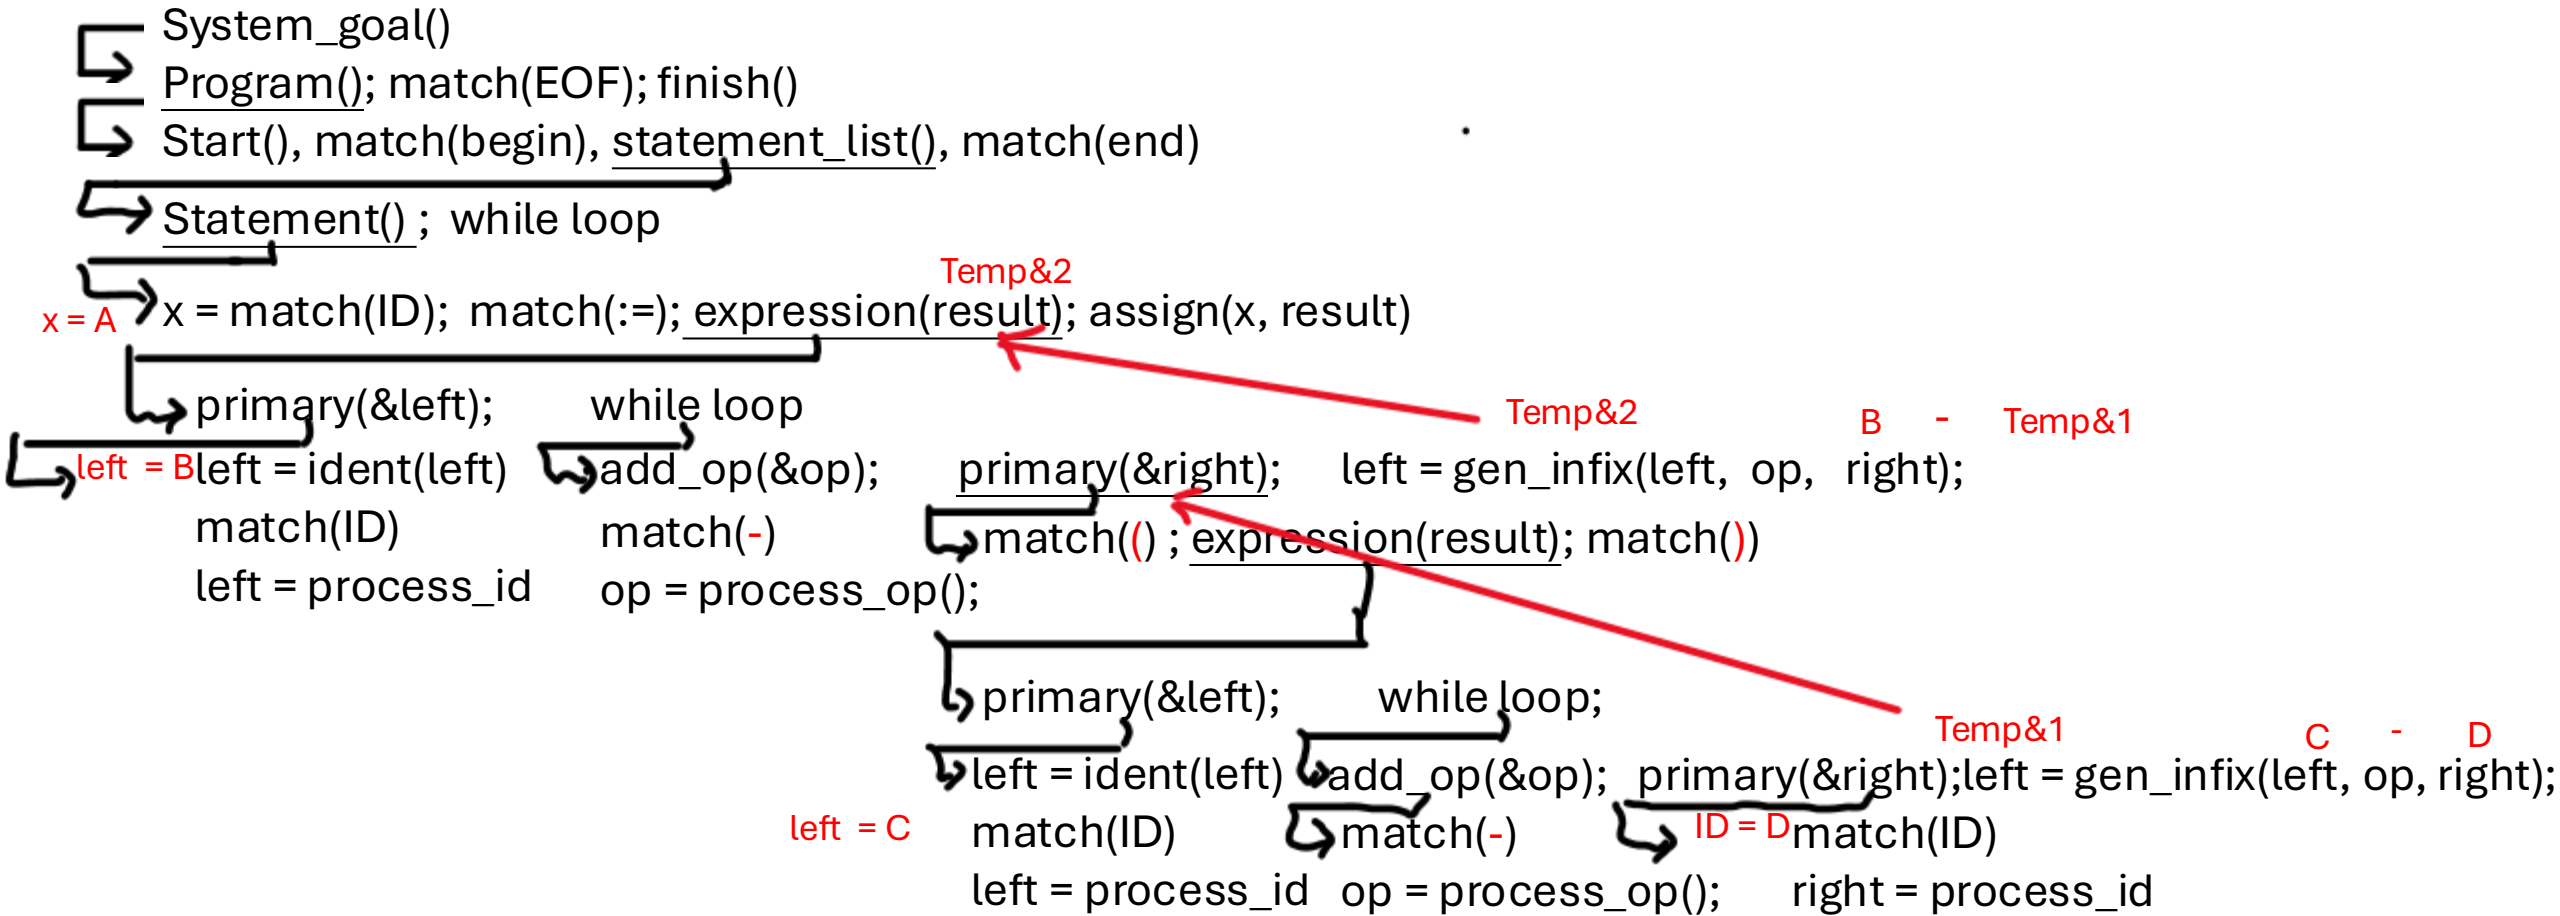 System_goal()
Program(); match(EOF); finish()
Start(), match(begin), statement_list(), match(end)
Statement() ; while loop
Temp&2
x = A x = match(ID); match(:=); expression(result); assign(x, result)
primary(&left); while loop Temp&2 B - Temp&1
left = B left = ident(left) add_op(&op); primary(&right); left = gen_infix(left, op, right);
match(ID) match(-) match(() ; expression(result); match())
left = process_id op = process_op();
primary(&left); while loop;
Temp&1 C - D
left = ident(left) add_op(&op); primary(&right);left = gen_infix(left, op, right);
left = C match(ID) match(-) ID = D match(ID)
left = process_id op = process_op(); right = process_id